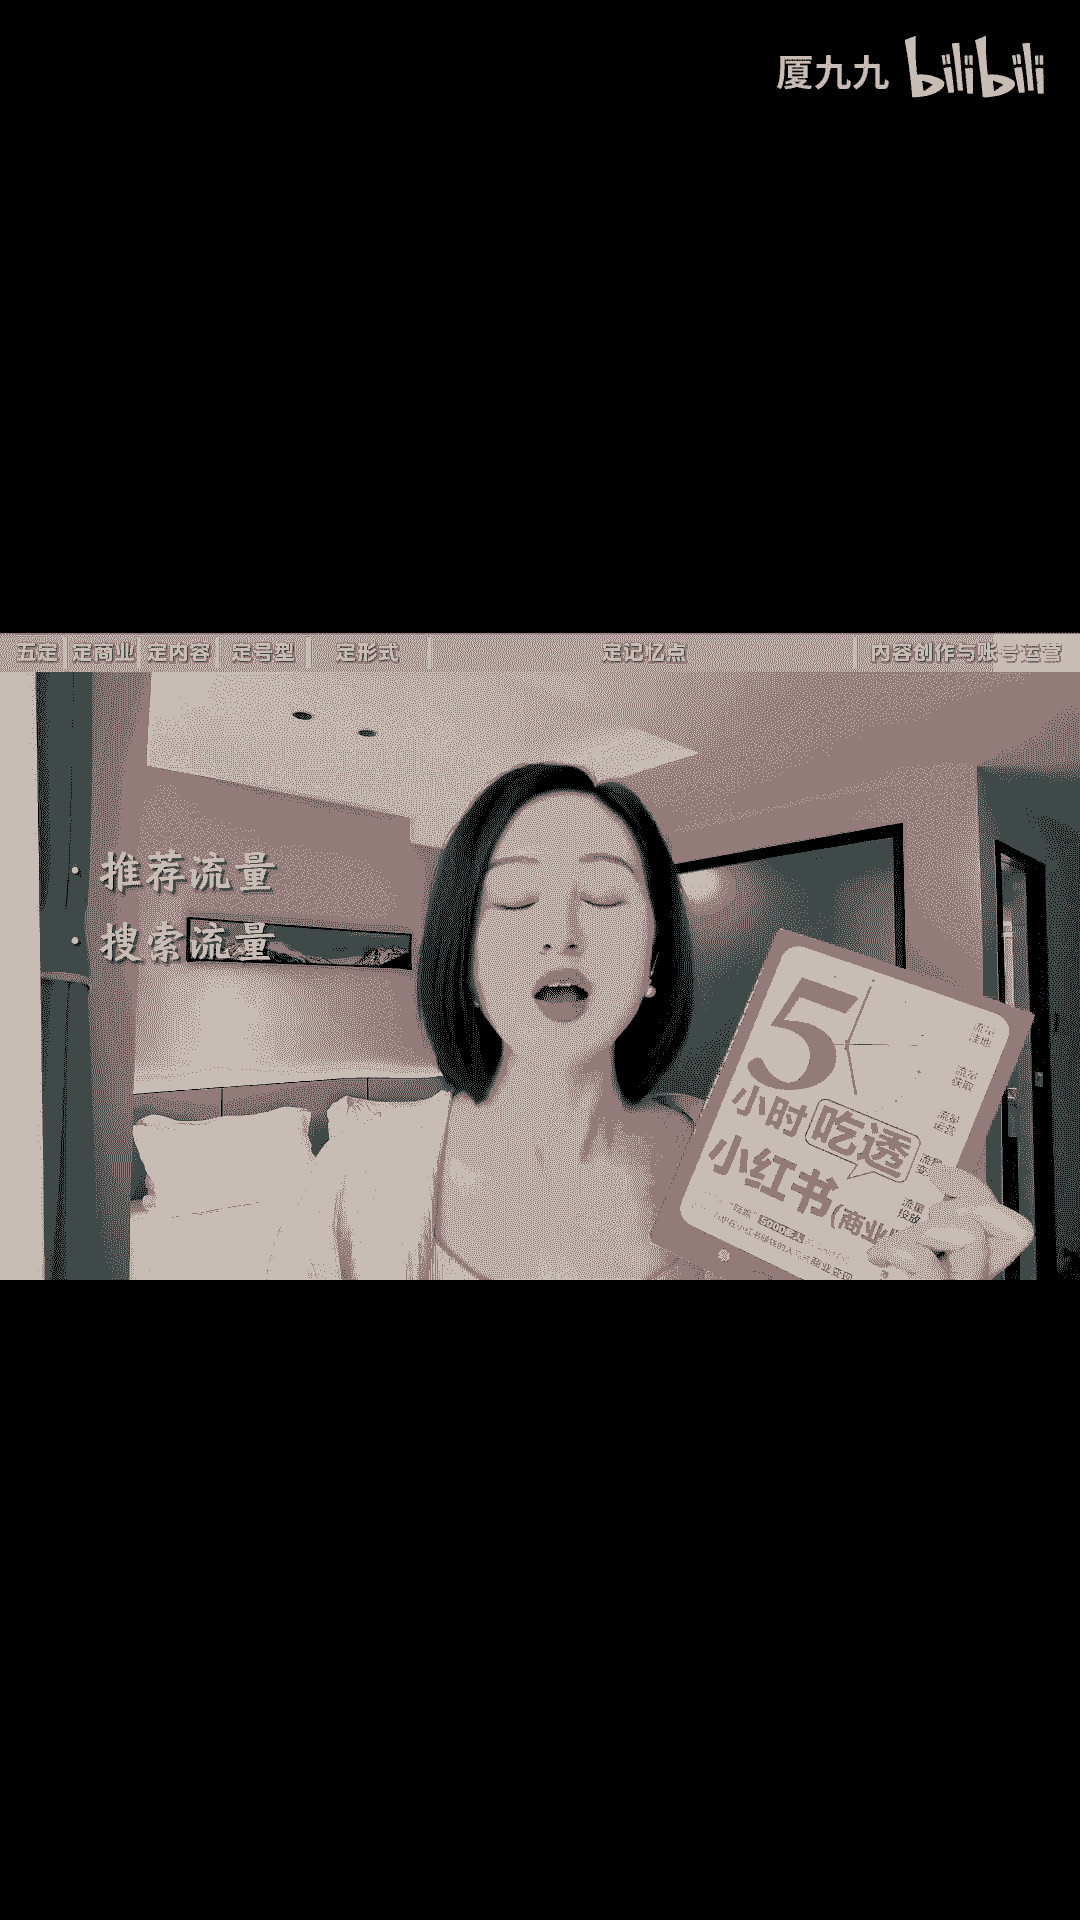 厦九九 bilibili
五定 定商业 定内容 定号型 定形式 定记忆点 内容创作与账号运营
推荐流量
搜索流量
5
小时吃透
小红书(商业
流量
洼地
流量
获取
流量
运营
流量
流量
投放
5000多人
商业变现